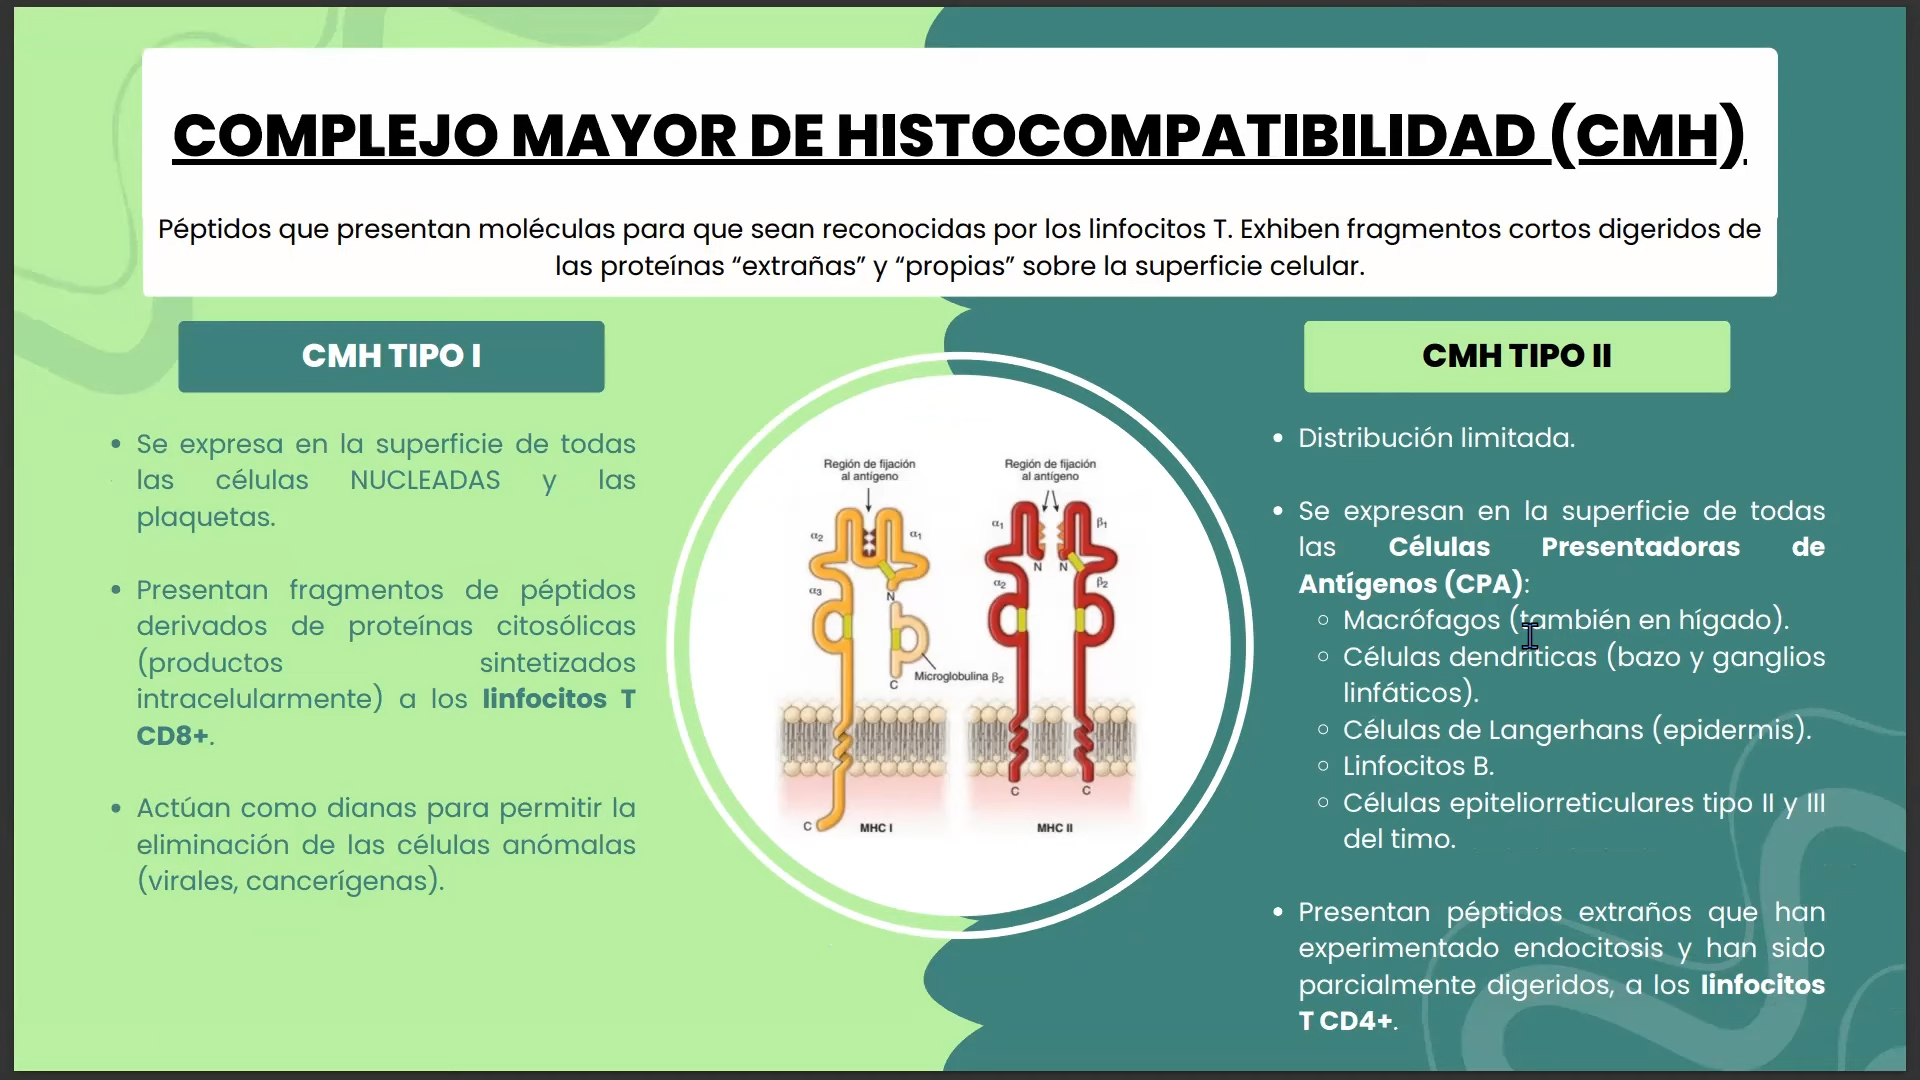 COMPLEJO MAYOR DE HISTOCOMPATIBILIDAD (CMH)
Péptidos que presentan moléculas para que sean reconocidas por los linfocitos T. Exhiben fragmentos cortos digeridos de
las proteínas “extrañas” y “propias” sobre la superficie celular.
CMH TIPO I
• Se expresa en la superficie de todas
las células NUCLEADAS y las
plaquetas.
• Presentan fragmentos de péptidos
derivados de proteínas citosólicas
(productos sintetizados
intracelularmente) a los linfocitos T
CD8+.
• Actúan como dianas para permitir la
eliminación de las células anómalas
(virales, cancerígenas).
Región de fijación
al antígeno
α2
α1
α3
N
Microglobulina β2
C
C
MHC I
Región de fijación
al antígeno
α1
β1
N N
α2
β2
C
C
MHC II
CMH TIPO II
• Distribución limitada.
• Se expresan en la superficie de todas
las Células Presentadoras de
Antígenos (CPA):
◦ Macrófagos (también en hígado).
◦ Células dendríticas (bazo y ganglios
linfáticos).
◦ Células de Langerhans (epidermis).
◦ Linfocitos B.
◦ Células epiteliorreticulares tipo II y III
del timo.
• Presentan péptidos extraños que han
experimentado endocitosis y han sido
parcialmente digeridos, a los linfocitos
T CD4+.